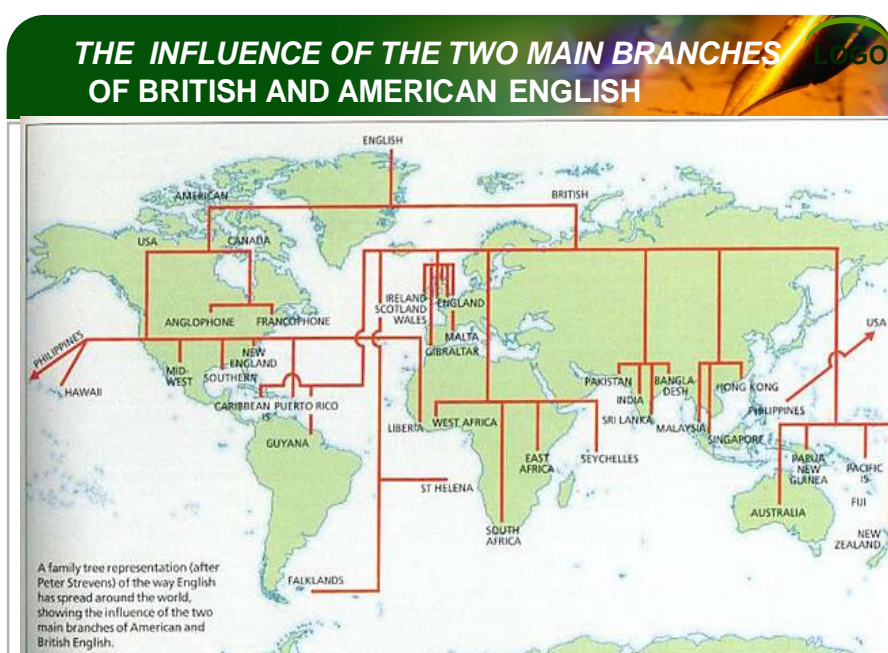 THE INFLUENCE OF THE TWO MAIN BRANCHES
OF BRITISH AND AMERICAN ENGLISH
LOGO
ENGLISH
AMERICAN
BRITISH
USA
CANADA
IRELAND
SCOTLAND
WALES
ENGLAND
ANGLOPHONE
FRANCOPHONE
USA
PHILIPPINES
NEW
ENGLAND
MALTA
GIBRALTAR
MID-
WEST
SOUTHERN
HAWAII
PAKISTAN
INDIA
BANGLA
DESH
HONG KONG
CARIBBEAN
IS
PUERTO RICO
PHILIPPINES
LIBERIA
WEST AFRICA
SRI LANKA
MALAYSIA
SINGAPORE
GUYANA
EAST
AFRICA
SEYCHELLES
PAPUA
NEW
GUINEA
PACIFIC
IS
ST HELENA
FIJI
AUSTRALIA
SOUTH
AFRICA
NEW
ZEALAND
FALKLANDS
A family tree representation (after
Peter Strevens) of the way English
has spread around the world,
showing the influence of the two
main branches of American and
British English.